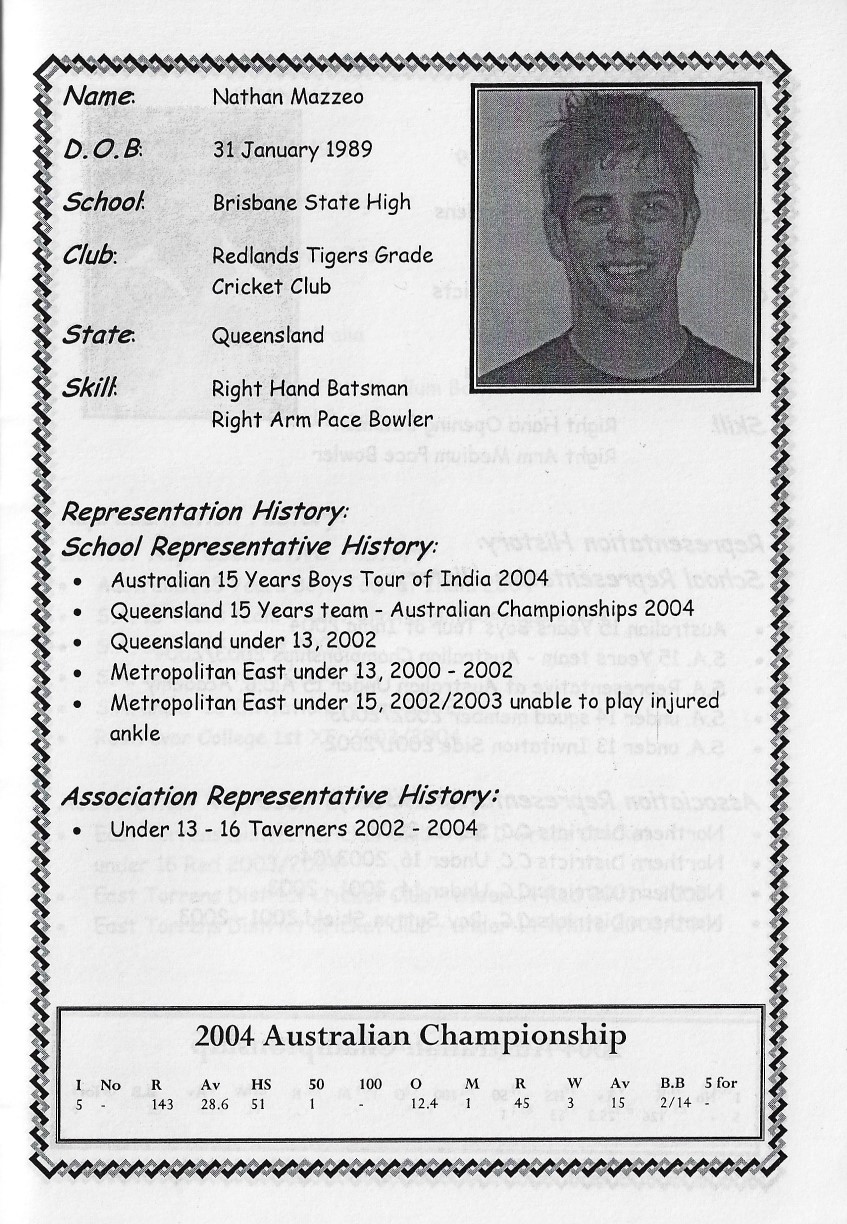 Name: Nathan Mazzeo
D.O.B: 31 January 1989
School: Brisbane State High
Club: Redlands Tigers Grade
Cricket Club
State: Queensland
Skill: Right Hand Batsman
Right Arm Pace Bowler
Representation History:
School Representative History:
• Australian 15 Years Boys Tour of India 2004
• Queensland 15 Years team - Australian Championships 2004
• Queensland under 13, 2002
• Metropolitan East under 13, 2000 - 2002
• Metropolitan East under 15, 2002/2003 unable to play injured
ankle
Association Representative History:
• Under 13 - 16 Taverners 2002 - 2004
2004 Australian Championship
I No R Av HS 50 100 O M R W Av B.B 5 for
5 - 143 28.6 51 1 - 12.4 1 45 3 15 2/14 -